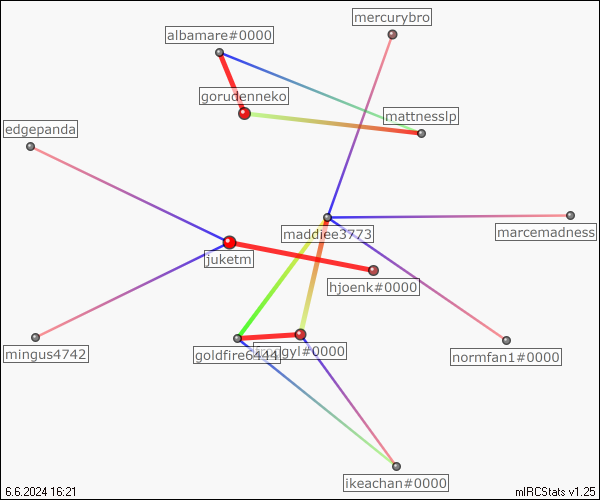 mercurybro
albamare#0000
gorudenneko
mattnesslp
edgepanda
marcemadness
maddiee3773
juketm
hjoenk#0000
mingus4742
goldfire6444
gyl#0000
normfan1#0000
ikeachan#0000
6.6.2024 16:21
mIRCStats v1.25